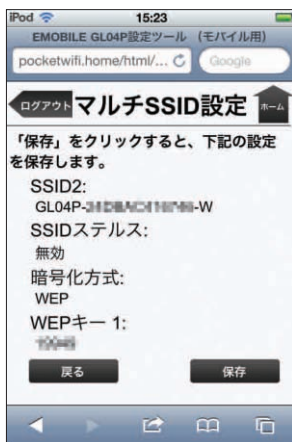 iPod 15:23
EMOBILE GL04P設定ツール （モバイル用）
pocketwifi.home/html/... Google
ログアウト マルチSSID設定 ホーム
「保存」をクリックすると、下記の設定
を保存します。
SSID2:
GL04P- -W
SSIDステルス:
無効
暗号化方式:
WEP
WEPキー 1:
戻る 保存